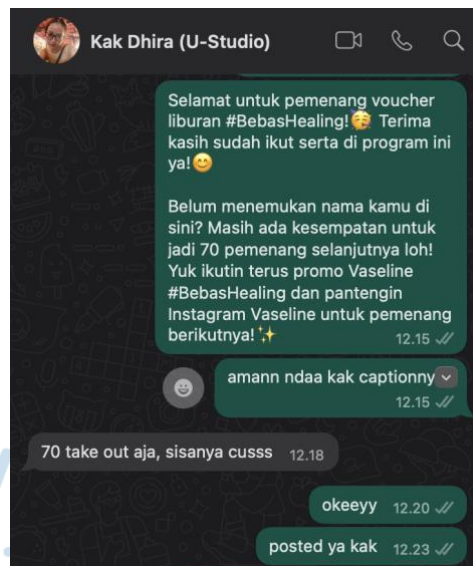 Kak Dhira (U-Studio)
Selamat untuk pemenang voucher
liburan #BebasHealing!🥳 Terima
kasih sudah ikut serta di program ini
ya!😊
Belum menemukan nama kamu di
sini? Masih ada kesempatan untuk
jadi 70 pemenang selanjutnya loh!
Yuk ikutin terus promo Vaseline
#BebasHealing dan pantengin
Instagram Vaseline untuk pemenang
berikutnya!✨
12.15
amann ndaa kak captionny
12.15
70 take out aja, sisanya cusss 12.18
okeeyy 12.20
posted ya kak 12.23